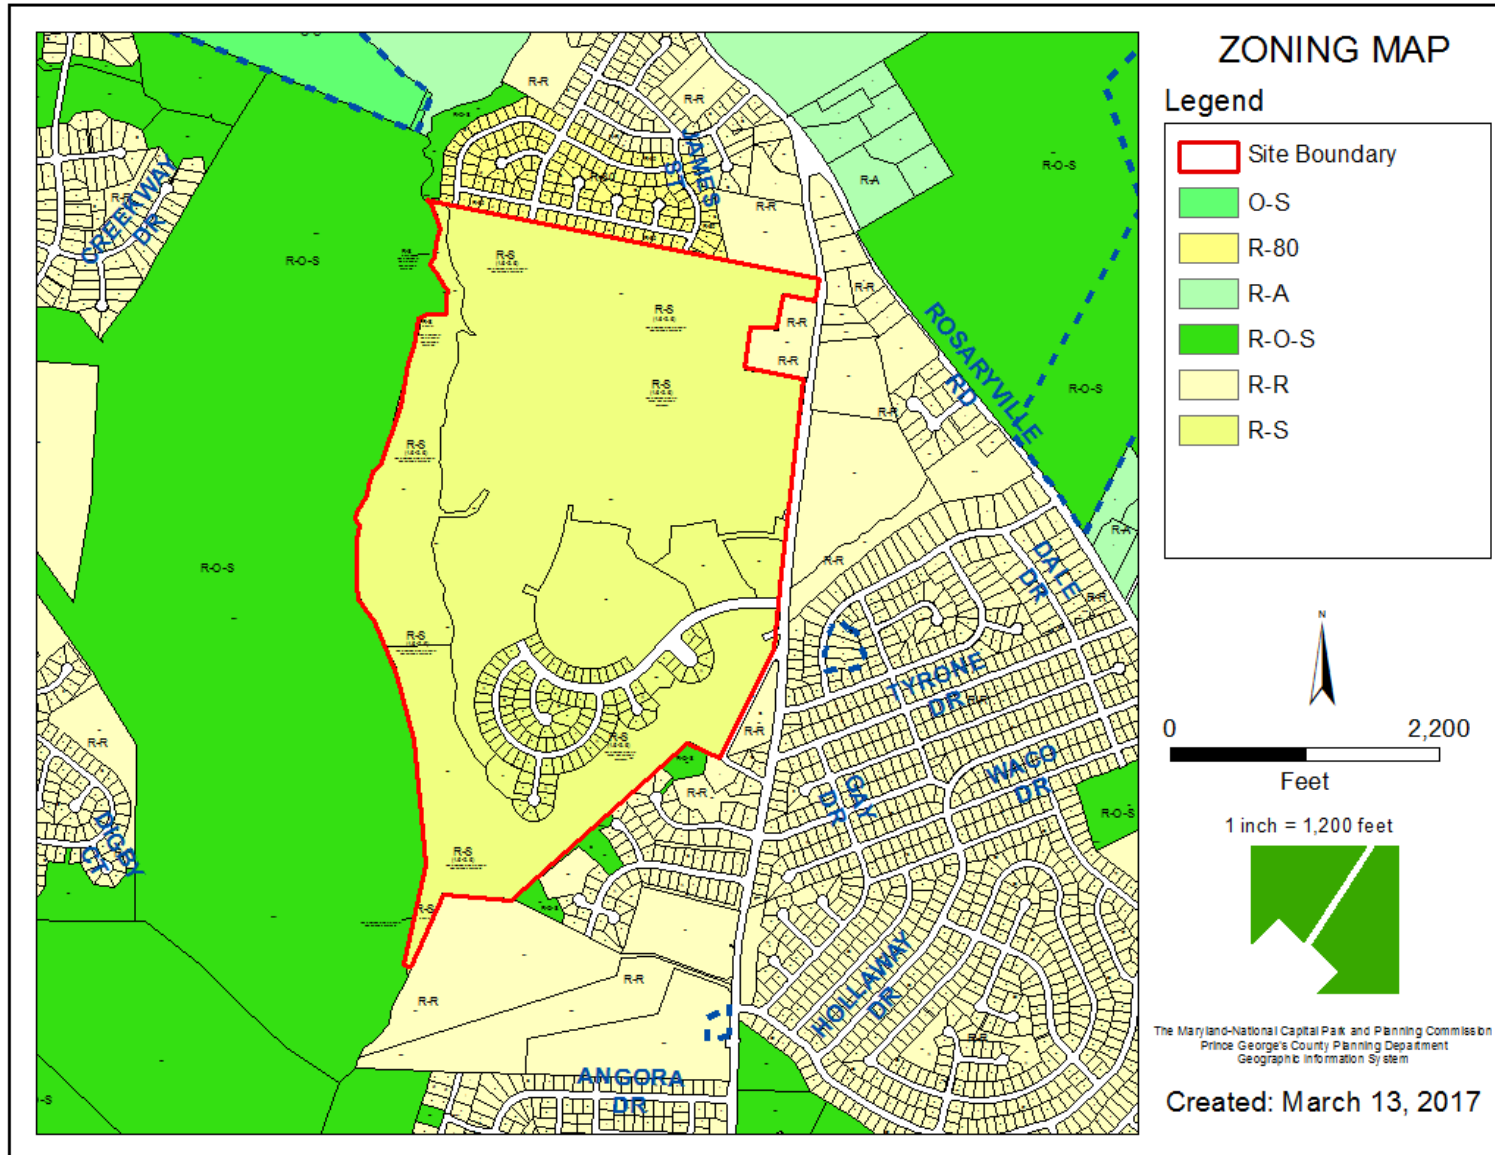 ZONING MAP
Legend
Site Boundary
O-S
R-80
R-A
R-O-S
R-R
R-S
N
0 2,200
Feet
1 inch = 1,200 feet
The Maryland-National Capital Park and Planning Commission
Prince George's County Planning Department
Geographic Information System
Created: March 13, 2017
R-R
R-R
JAMES
ST
R-O-S
R-A
CREEKWAY
DR
R-R
R-O-S
R-S
R-S
R-R
R-R
R-R
ROSARYVILLE
RD
R-S
R-O-S
R-R
R-S
R-A
R-O-S
R-R
DALE
DR
R-R
R-S
TYRONE
DR
R-R
R-R
R-S
R-R
WACO
DR
GAY
DR
R-R
R-O-S
DIGBY
CT
R-S
R-S
R-O-S
HOLLAWAY
DR
R-R
R-R
R-R
ANGORA
DR